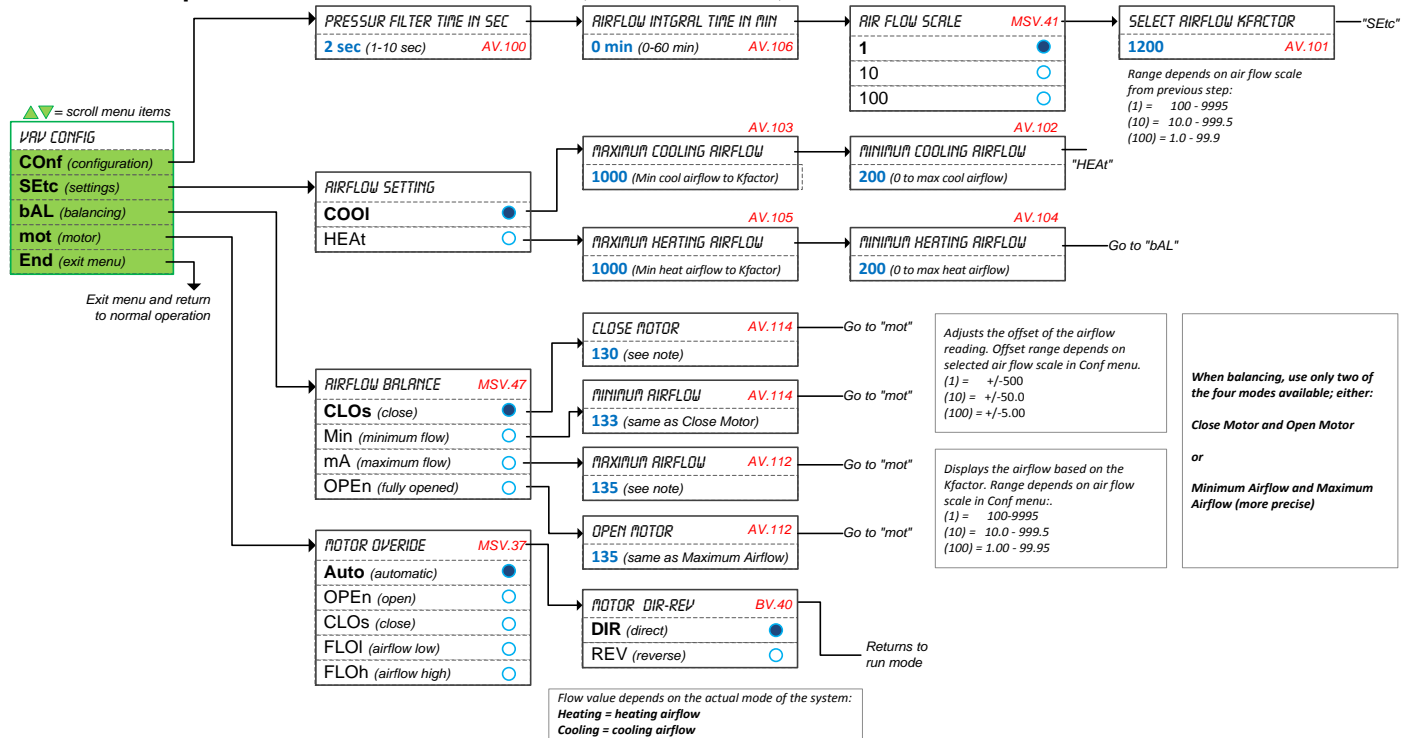 PRESSUR FILTER TIME IN SEC
2 sec (1-10 sec) AV.100
AIRFLOW INTGRAL TIME IN MIN
0 min (0-60 min) AV.106
AIR FLOW SCALE MSV.41
1
10
100
SELECT AIRFLOW KFACTOR
1200 AV.101
"SEtc"
Range depends on air flow scale
from previous step:
(1) = 100 - 9995
(10) = 10.0 - 999.5
(100) = 1.0 - 99.9
= scroll menu items
VAV CONFIG
COnf (configuration)
SEtc (settings)
bAL (balancing)
mot (motor)
End (exit menu)
Exit menu and return
to normal operation
AIRFLOW SETTING
COOl
HEAt
AV.103
MAXIMUM COOLING AIRFLOW
1000 (Min cool airflow to Kfactor)
AV.102
MINIMUM COOLING AIRFLOW
200 (0 to max cool airflow)
"HEAt"
AV.105
MAXIMUM HEATING AIRFLOW
1000 (Min heat airflow to Kfactor)
AV.104
MINIMUM HEATING AIRFLOW
200 (0 to max heat airflow)
Go to "bAL"
AIRFLOW BALANCE MSV.47
CLOs (close)
Min (minimum flow)
mA (maximum flow)
OPEn (fully opened)
CLOSE MOTOR AV.114
130 (see note)
Go to "mot"
MINIMUM AIRFLOW AV.114
133 (same as Close Motor)
Go to "mot"
MAXIMUM AIRFLOW AV.112
135 (see note)
Go to "mot"
OPEN MOTOR AV.112
135 (same as Maximum Airflow)
Go to "mot"
Adjusts the offset of the airflow
reading. Offset range depends on
selected air flow scale in Conf menu.
(1) = +/-500
(10) = +/-50.0
(100) = +/-5.00
Displays the airflow based on the
Kfactor. Range depends on air flow
scale in Conf menu:.
(1) = 100-9995
(10) = 10.0 - 999.5
(100) = 1.00 - 99.95
When balancing, use only two of
the four modes available; either:
Close Motor and Open Motor
or
Minimum Airflow and Maximum
Airflow (more precise)
MOTOR OVERIDE MSV.37
Auto (automatic)
OPEn (open)
CLOs (close)
FLOl (airflow low)
FLOh (airflow high)
MOTOR DIR-REV BV.40
DIR (direct)
REV (reverse)
Returns to
run mode
Flow value depends on the actual mode of the system:
Heating = heating airflow
Cooling = cooling airflow